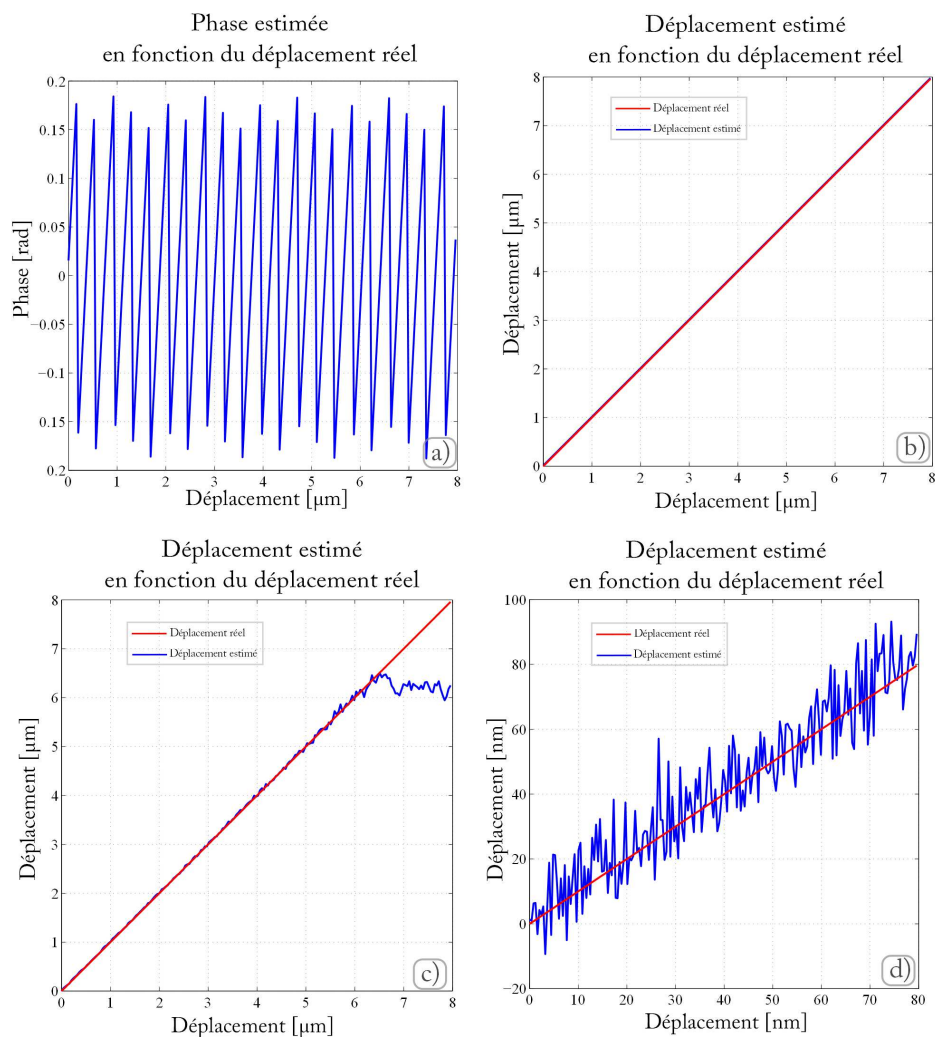 Phase estimée
en fonction du déplacement réel
0.2
0.15
0.1
0.05
0
−0.05
−0.1
0.15
0.2
0 1 2 3 4 5 6 7 8
Phase [rad]
Déplacement [µm]
a)
Déplacement estimé
en fonction du déplacement réel
8
7
6
5
4
3
2
1
0
0 1 2 3 4 5 6 7 8
Déplacement réel
Déplacement estimé
Déplacement [µm]
Déplacement [µm]
b)
Déplacement estimé
en fonction du déplacement réel
8
7
6
5
4
3
2
1
0
0 1 2 3 4 5 6 7 8
Déplacement réel
Déplacement estimé
Déplacement [µm]
Déplacement [µm]
c)
Déplacement estimé
en fonction du déplacement réel
100
80
60
40
20
0
−20
0 10 20 30 40 50 60 70 80
Déplacement réel
Déplacement estimé
Déplacement [nm]
Déplacement [nm]
d)